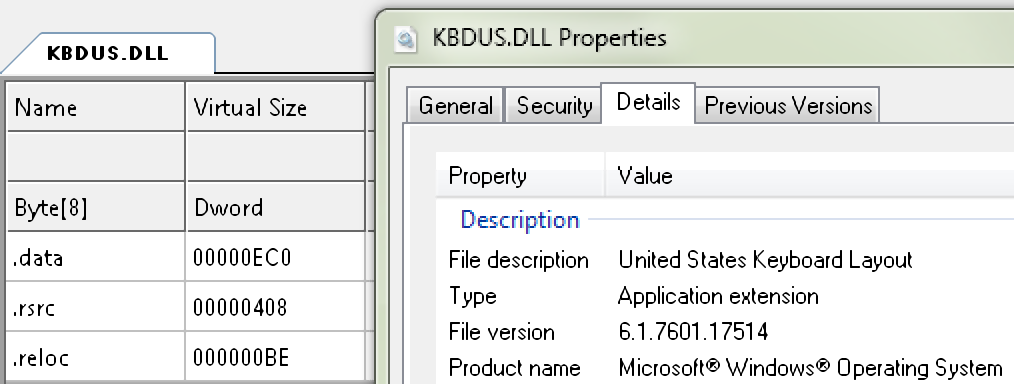 KBDUS.DLL
Name Virtual Size
Byte[8] Dword
.data 00000EC0
.rsrc 00000408
.reloc 000000BE
KBDUS.DLL Properties
General Security Details Previous Versions
Property Value
Description
File description United States Keyboard Layout
Type Application extension
File version 6.1.7601.17514
Product name Microsoft® Windows® Operating System